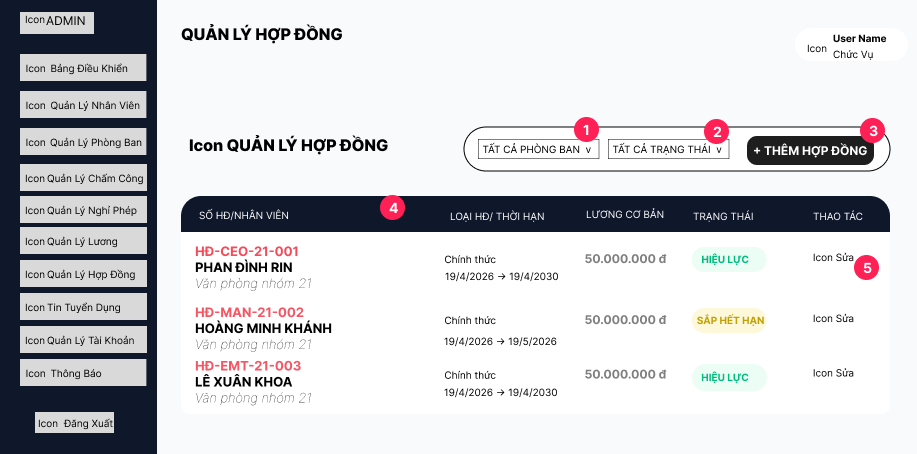 Icon ADMIN
Icon Bảng Điều Khiển
Icon Quản Lý Nhân Viên
Icon Quản Lý Phòng Ban
Icon Quản Lý Chấm Công
Icon Quản Lý Nghỉ Phép
Icon Quản Lý Lương
Icon Quản Lý Hợp Đồng
Icon Tin Tuyển Dụng
Icon Quản Lý Tài Khoản
Icon Thông Báo
Icon Đăng Xuất
QUẢN LÝ HỢP ĐỒNG
Icon
User Name
Chức Vụ
Icon QUẢN LÝ HỢP ĐỒNG
1
TẤT CẢ PHÒNG BAN v
2
TẤT CẢ TRẠNG THÁI v
3
+ THÊM HỢP ĐỒNG
4
SỐ HĐ/NHÂN VIÊN
LOẠI HĐ/ THỜI HẠN
LƯƠNG CƠ BẢN
TRẠNG THÁI
THAO TÁC
HĐ-CEO-21-001
PHAN ĐÌNH RIN
Văn phòng nhóm 21
Chính thức
19/4/2026 → 19/4/2030
50.000.000 đ
HIỆU LỰC
Icon Sửa
5
HĐ-MAN-21-002
HOÀNG MINH KHÁNH
Văn phòng nhóm 21
Chính thức
19/4/2026 → 19/5/2026
50.000.000 đ
SẮP HẾT HẠN
Icon Sửa
HĐ-EMT-21-003
LÊ XUÂN KHOA
Văn phòng nhóm 21
Chính thức
19/4/2026 → 19/4/2030
50.000.000 đ
HIỆU LỰC
Icon Sửa